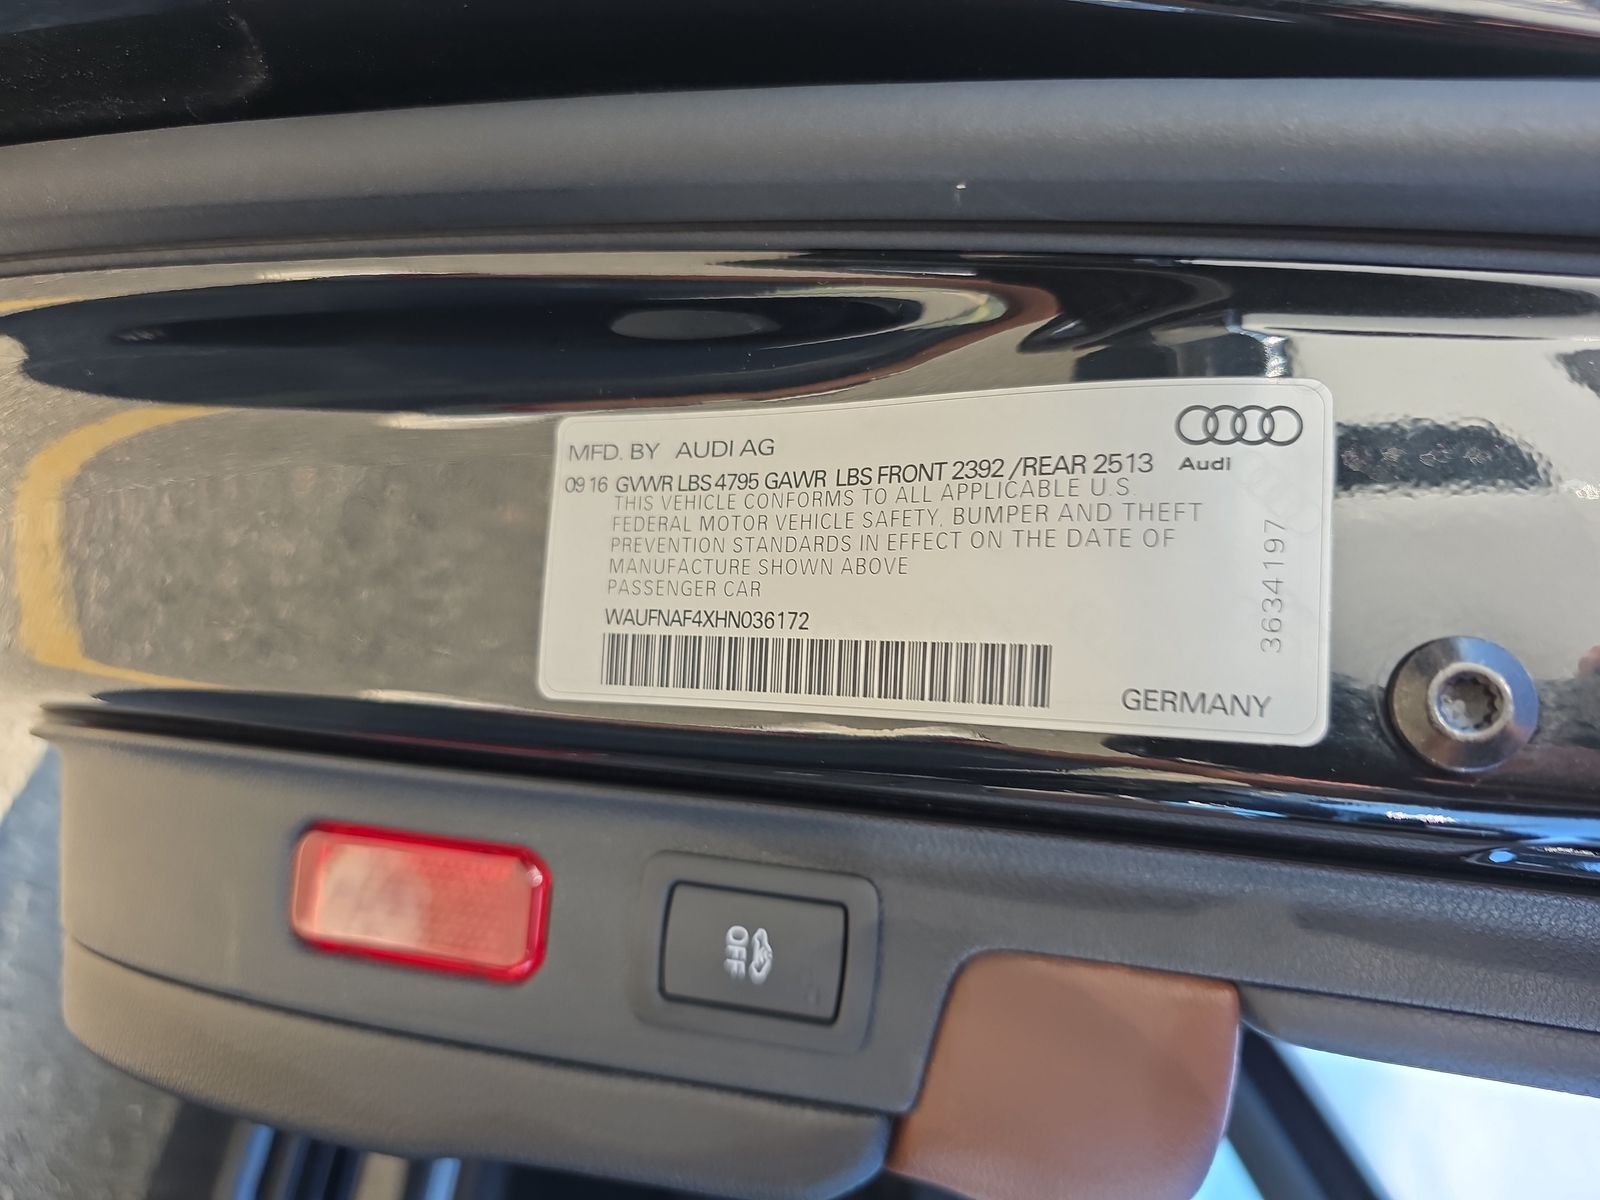 MFD. BY AUDI AG
Audi
09 16 GVWR LBS 4795 GAWR LBS FRONT 2392 /REAR 2513
THIS VEHICLE CONFORMS TO ALL APPLICABLE U.S.
FEDERAL MOTOR VEHICLE SAFETY, BUMPER AND THEFT
PREVENTION STANDARDS IN EFFECT ON THE DATE OF
MANUFACTURE SHOWN ABOVE
PASSENGER CAR
WAUFNAF4XHN036172
3634197
GERMANY
OFF